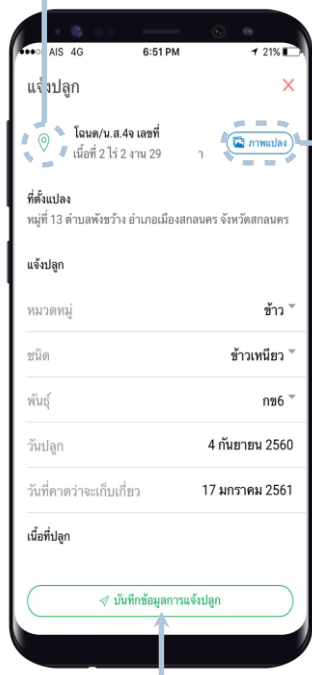 AIS 4G 6:51 PM 21%
แจ้งปลูก
โฉนด/น.ส.4จ เลขที่
เนื้อที่ 2 ไร่ 2 งาน 29 า
ภาพแปลง
ที่ตั้งแปลง
หมู่ที่ 13 ตำบลพังขว้าง อำเภอเมืองสกลนคร จังหวัดสกลนคร
แจ้งปลูก
หมวดหมู่ ข้าว
ชนิด ข้าวเหนียว
พันธุ์ กข6
วันปลูก 4 กันยายน 2560
วันที่คาดว่าจะเก็บเกี่ยว 17 มกราคม 2561
เนื้อที่ปลูก
บันทึกข้อมูลการแจ้งปลูก